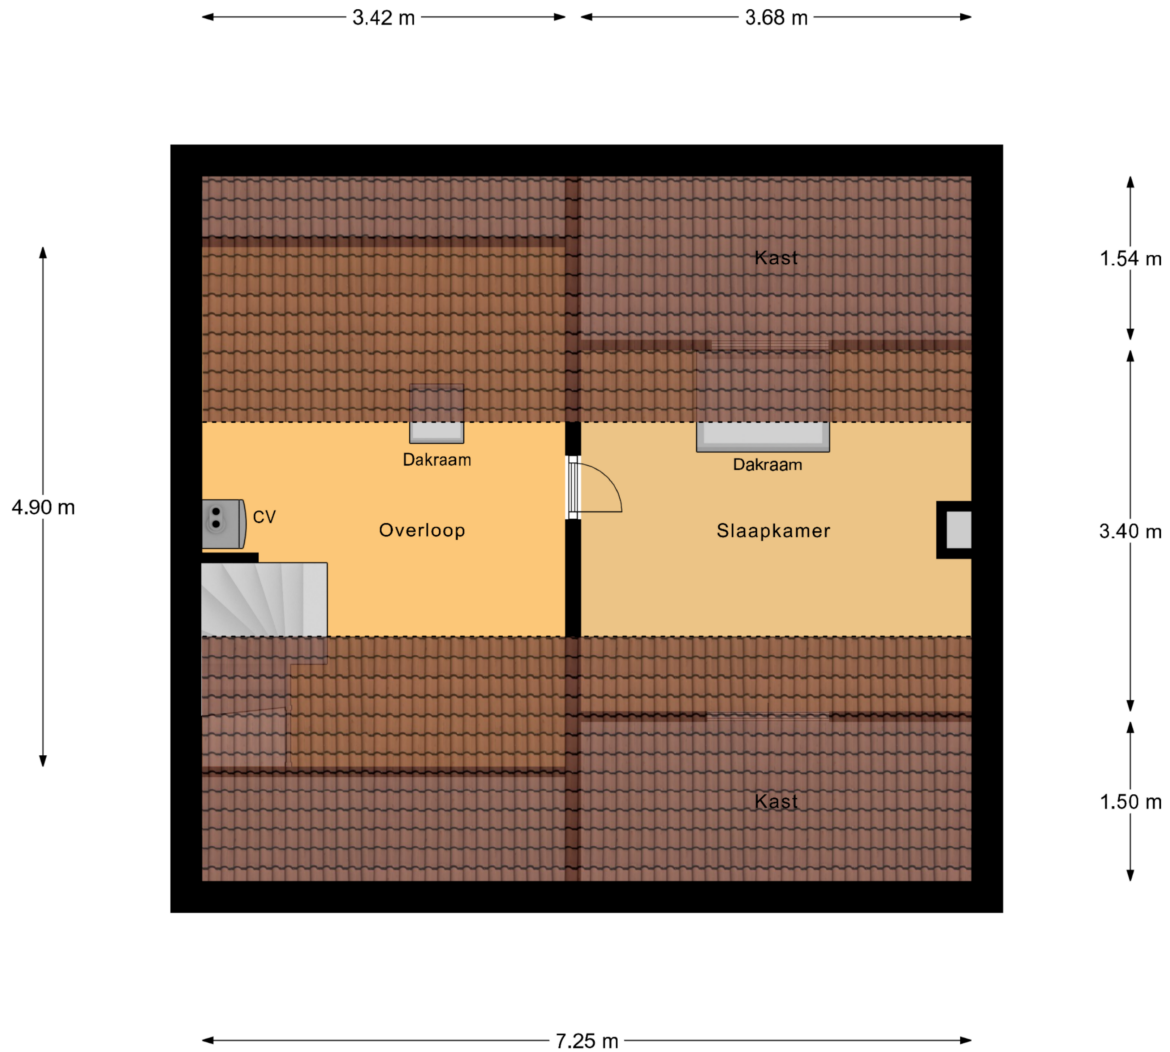 3.42 m
3.68 m
Kast
1.54 m
Dakraam
Dakraam
4.90 m
CV
Overloop
Slaapkamer
3.40 m
Kast
1.50 m
7.25 m